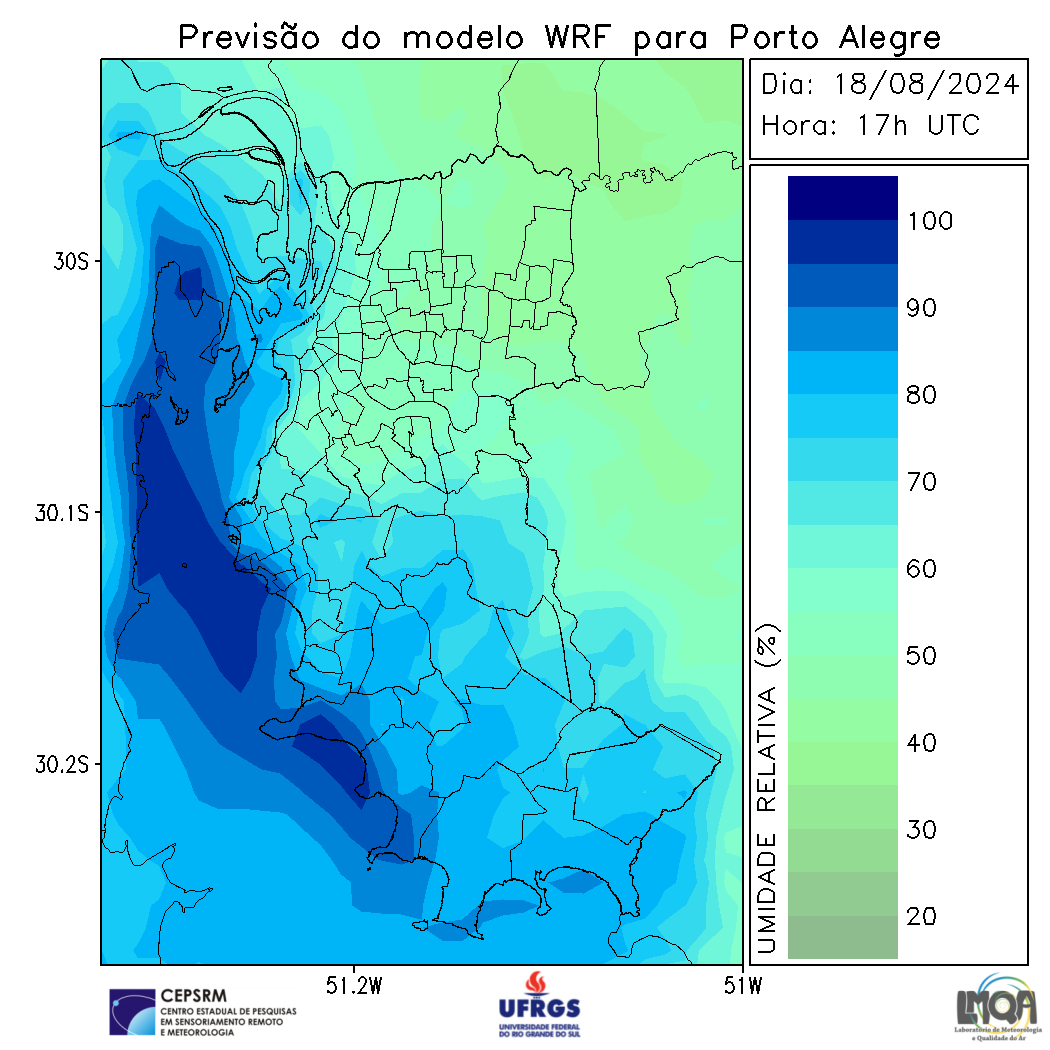 Previsão do modelo WRF para Porto Alegre
Dia: 18/08/2024
Hora: 17h UTC
30S
30.1S
30.2S
51.2W
51W
100
90
80
70
60
50
40
30
20
UMIDADE RELATIVA (%)
CEPSRM
CENTRO ESTADUAL DE PESQUISAS
EM SENSORIAMENTO REMOTO
E METEOROLOGIA
UFRGS
UNIVERSIDADE FEDERAL
DO RIO GRANDE DO SUL
LMQA
Laboratório de Meteorologia
e Qualidade do Ar